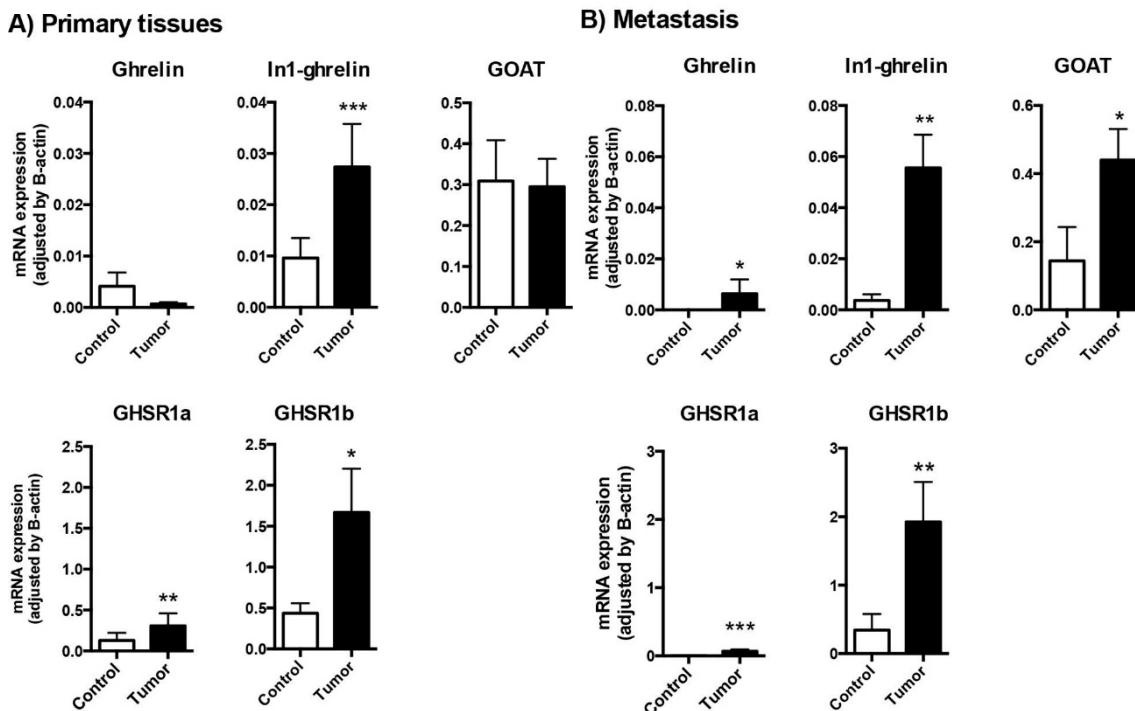 A) Primary tissues
Ghrelin
In1-ghrelin
GOAT
mRNA expression
(adjusted by B-actin)
0.04
0.03
0.02
0.01
0.00
Control
Tumor
0.04
0.03
0.02
0.01
0.00
***
Control
Tumor
0.5
0.4
0.3
0.2
0.1
0.0
Control
Tumor
GHSR1a
GHSR1b
mRNA expression
(adjusted by B-actin)
2.5
2.0
1.5
1.0
0.5
0.0
**
Control
Tumor
2.5
2.0
1.5
1.0
0.5
0.0
*
Control
Tumor
B) Metastasis
Ghrelin
In1-ghrelin
GOAT
mRNA expression
(adjusted by B-actin)
0.08
0.06
0.04
0.02
0.00
*
Control
Tumor
0.08
0.06
0.04
0.02
0.00
**
Control
Tumor
0.6
0.4
0.2
0.0
*
Control
Tumor
GHSR1a
GHSR1b
mRNA expression
(adjusted by B-actin)
3
2
1
0
***
Control
Tumor
3
2
1
0
**
Control
Tumor